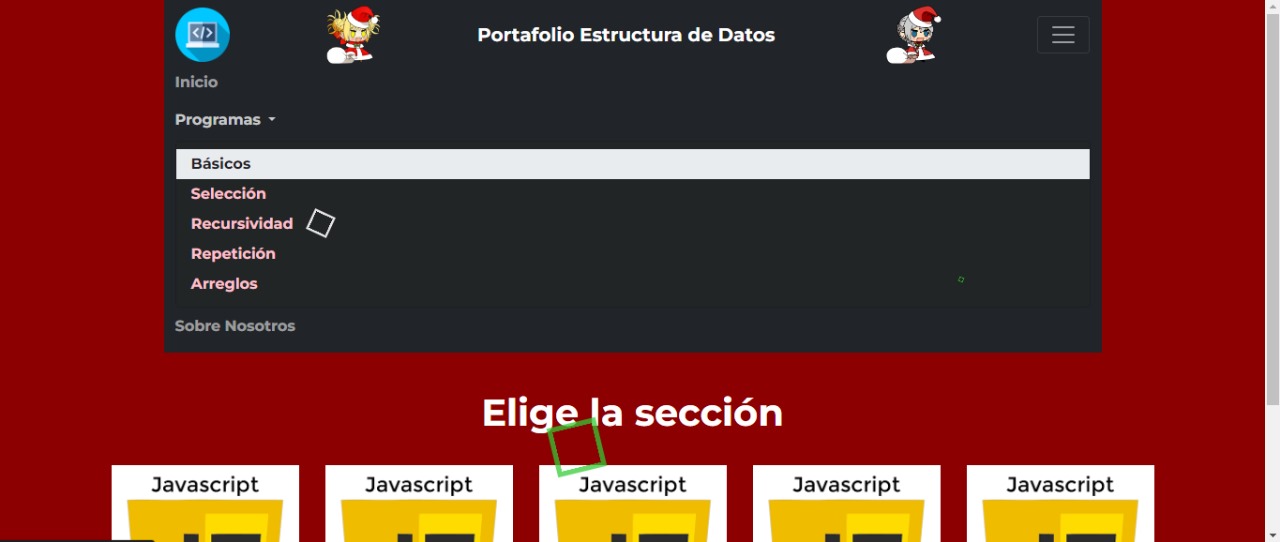 Portafolio Estructura de Datos
Inicio
Programas
Básicos
Selección
Recursividad
Repetición
Arreglos
Sobre Nosotros
Elige la sección
Javascript Javascript Javascript Javascript Javascript